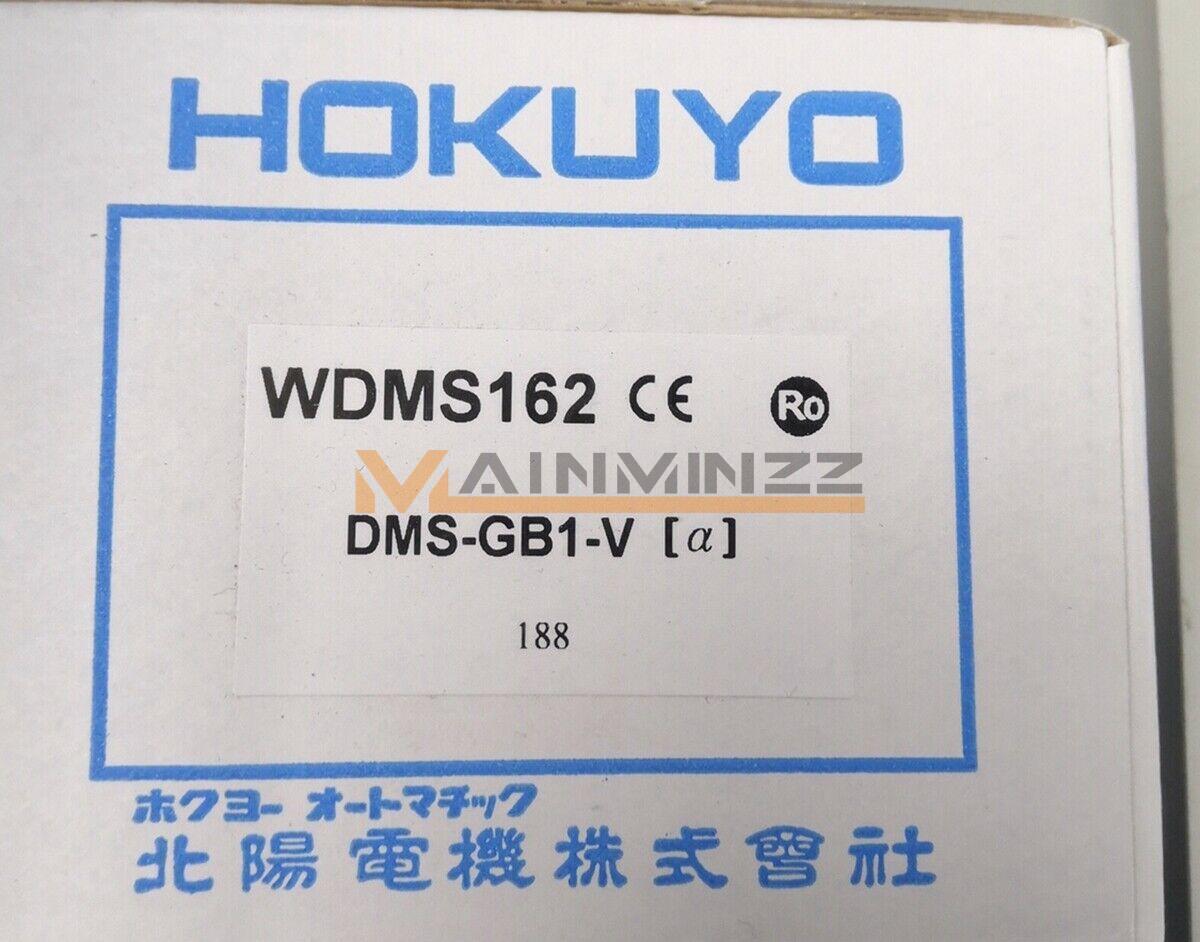 HOKUYO
WDMS162 CE Ro
MAINMINZZ
DMS-GB1-V [α]
188
ホクヨー オートマチック
北陽電機株式會社